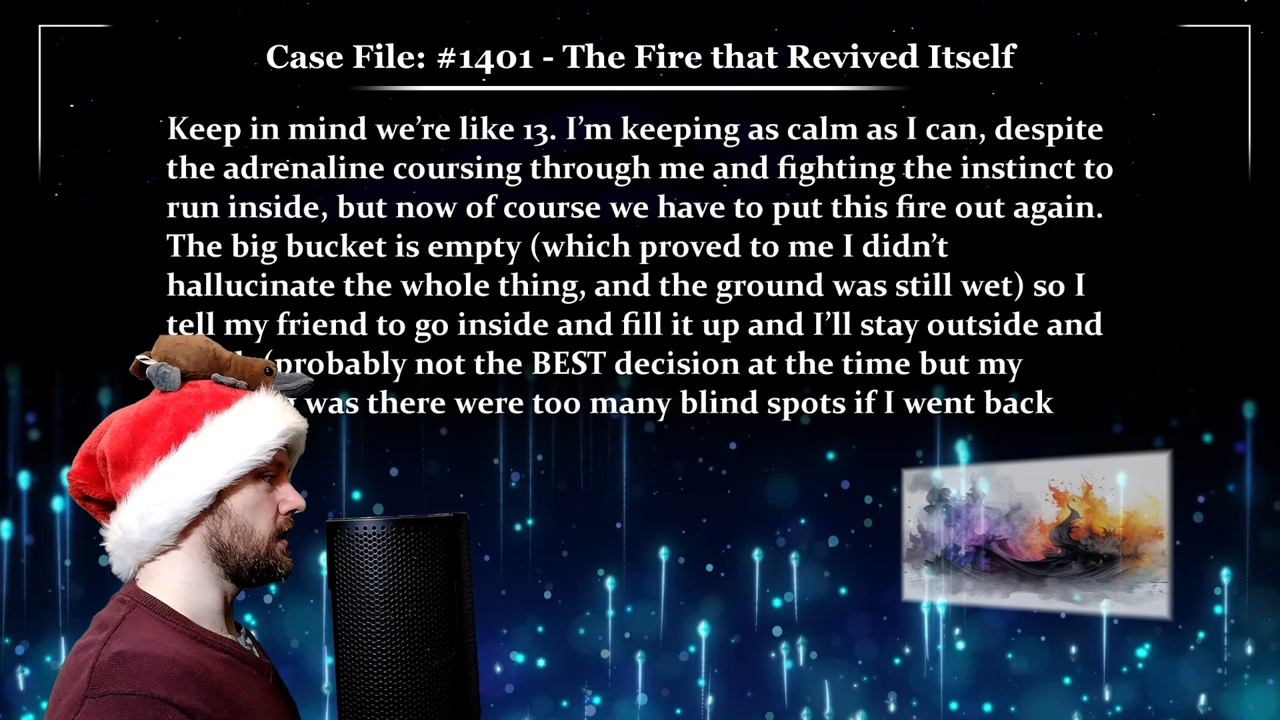 Case File: #1401 - The Fire that Revived Itself
Keep in mind we’re like 13. I’m keeping as calm as I can, despite
the adrenaline coursing through me and fighting the instinct to
run inside, but now of course we have to put this fire out again.
The big bucket is empty (which proved to me I didn’t
hallucinate the whole thing, and the ground was still wet) so I
tell my friend to go inside and fill it up and I’ll stay outside and
(probably not the BEST decision at the time but my
was there were too many blind spots if I went back